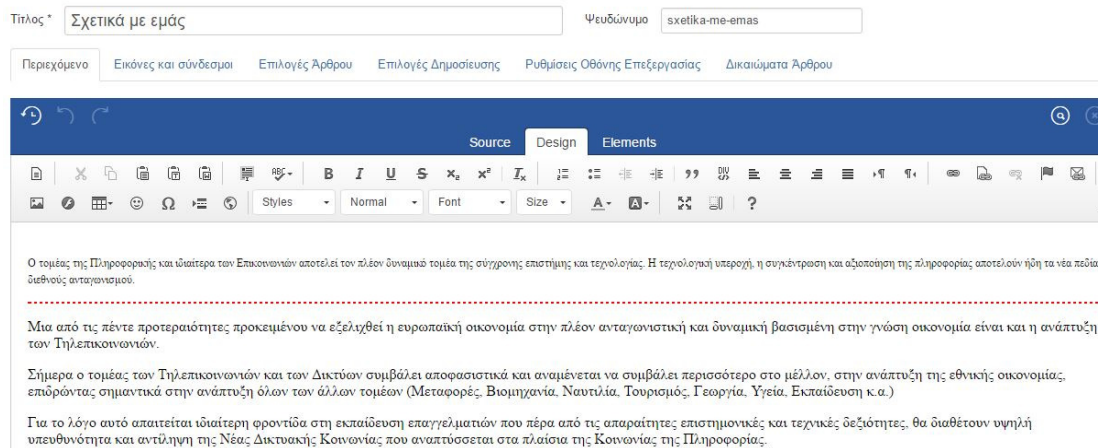 Τίτλος * Σχετικά με εμάς Ψευδώνυμο sxetika-me-emas
Περιεχόμενο Εικόνες και σύνδεσμοι Επιλογές Άρθρου Επιλογές Δημοσίευσης Ρυθμίσεις Οθόνης Επεξεργασίας Δικαιώματα Άρθρου
Source Design Elements
Styles Normal Font Size
Ο τομέας της Πληροφορικής και ιδιαίτερα των Επικοινωνιών αποτελεί τον πλέον δυναμικό τομέα της σύγχρονης επιστήμης και τεχνολογίας. Η τεχνολογική υπεροχή, η συγκέντρωση και αξιοποίηση της πληροφορίας αποτελούν ήδη τα νέα πεδία
διεθνούς ανταγωνισμού.
Μια από τις πέντε προτεραιότητες προκειμένου να εξελιχθεί η ευρωπαϊκή οικονομία στην πλέον ανταγωνιστική και δυναμική βασισμένη στην γνώση οικονομία είναι και η ανάπτυξη
των Τηλεπικοινωνιών.
Σήμερα ο τομέας των Τηλεπικοινωνιών και των Δικτύων συμβάλει αποφασιστικά και αναμένεται να συμβάλει περισσότερο στο μέλλον, στην ανάπτυξη της εθνικής οικονομίας,
επιδρώντας σημαντικά στην ανάπτυξη όλων των άλλων τομέων (Μεταφορές, Βιομηχανία, Ναυτιλία, Τουρισμός, Γεωργία, Υγεία, Εκπαίδευση κ.α.)
Για το λόγο αυτό απαιτείται ιδιαίτερη φροντίδα στη εκπαίδευση επαγγελματιών που πέρα από τις απαραίτητες επιστημονικές και τεχνικές δεξιότητες, θα διαθέτουν υψηλή
υπευθυνότητα και αντίληψη της Νέας Δικτυακής Κοινωνίας που αναπτύσσεται στα πλαίσια της Κοινωνίας της Πληροφορίας.